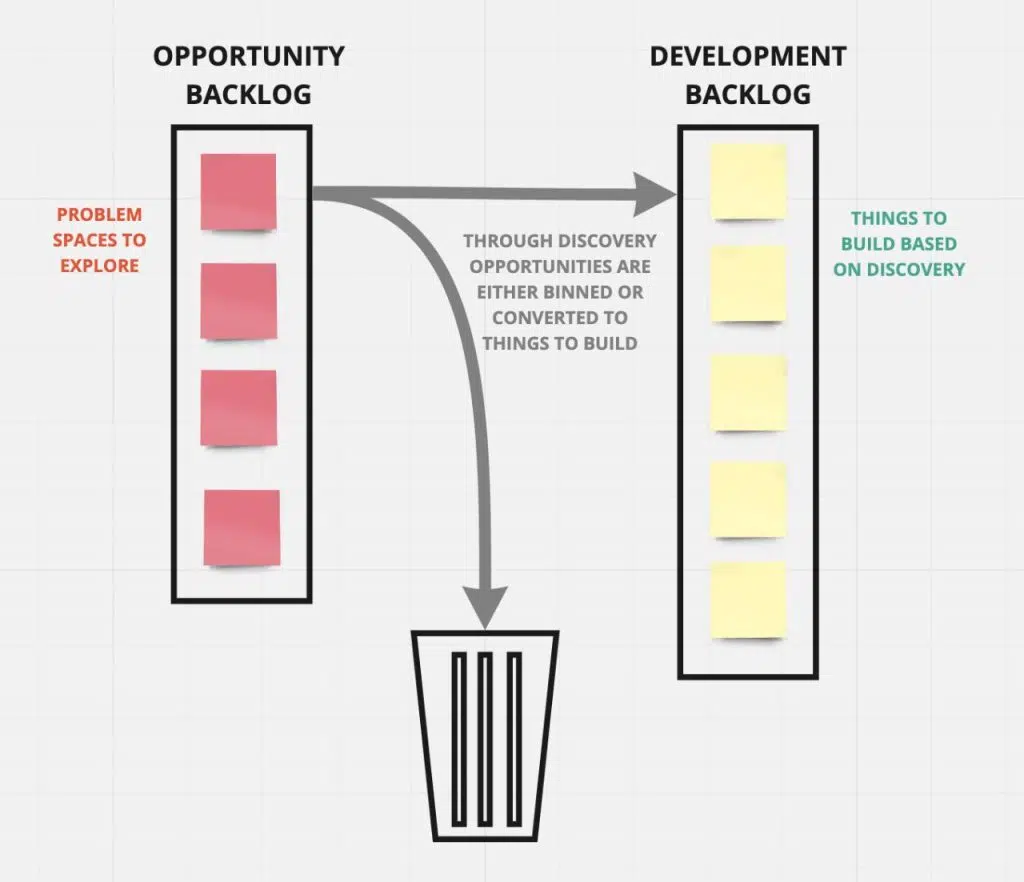 OPPORTUNITY
BACKLOG
DEVELOPMENT
BACKLOG
PROBLEM
SPACES TO
EXPLORE
THROUGH DISCOVERY
OPPORTUNITIES ARE
EITHER BINNED OR
CONVERTED TO
THINGS TO BUILD
THINGS TO
BUILD BASED
ON DISCOVERY